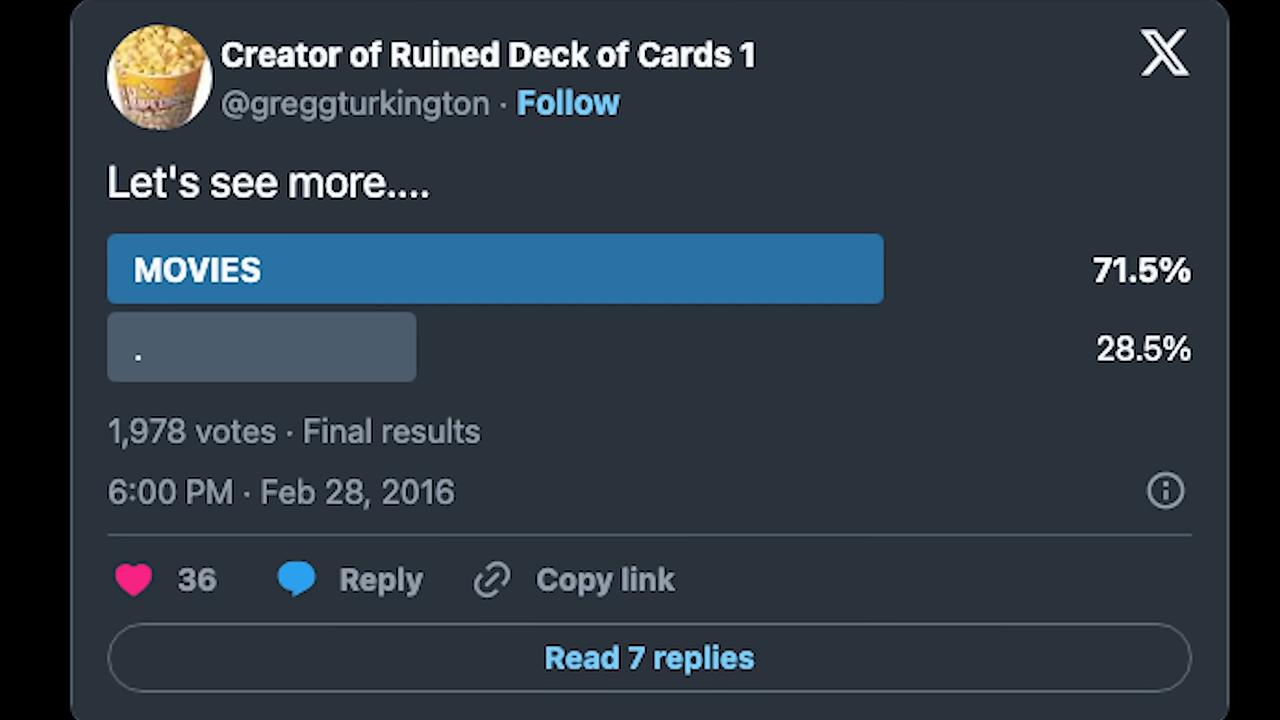 Creator of Ruined Deck of Cards 1
@greggturkington · Follow
Let's see more....
MOVIES 71.5%
. 28.5%
1,978 votes · Final results
6:00 PM · Feb 28, 2016
36 Reply Copy link
Read 7 replies